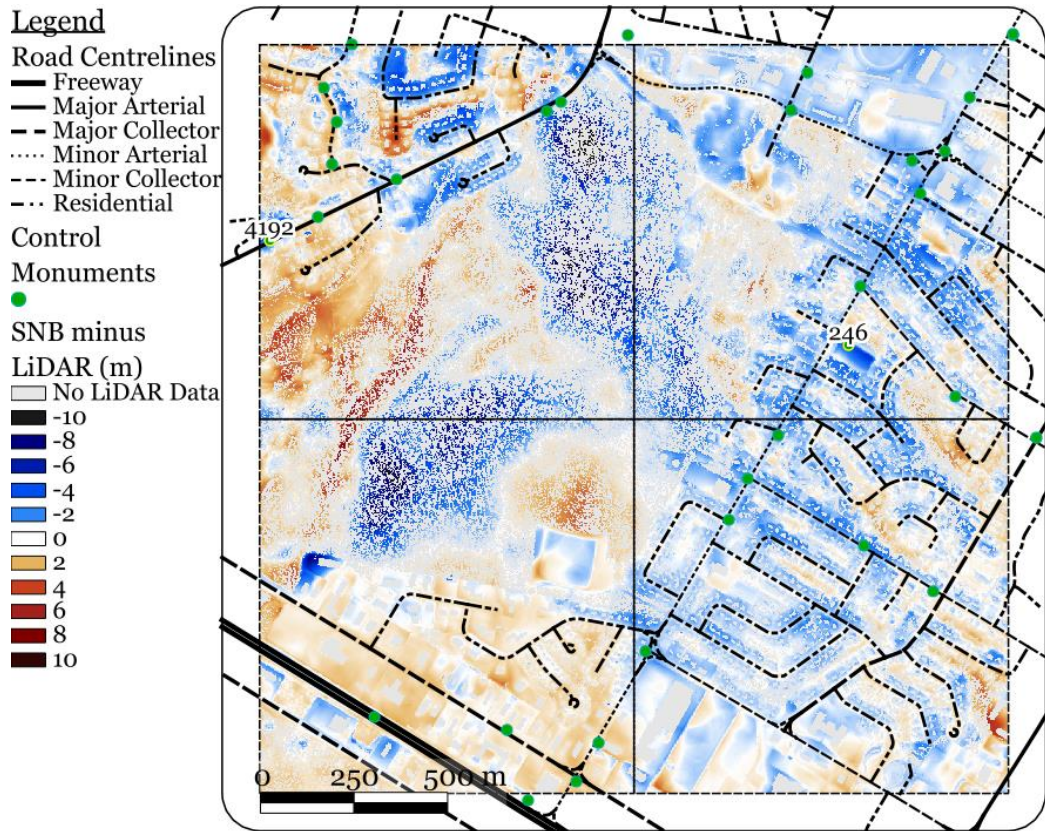 Legend
Road Centrelines
Freeway
Major Arterial
Major Collector
Minor Arterial
Minor Collector
Residential
Control
Monuments
SNB minus
LiDAR (m)
No LiDAR Data
-10
-8
-6
-4
-2
0
2
4
6
8
10
4192
246
0 250 500 m